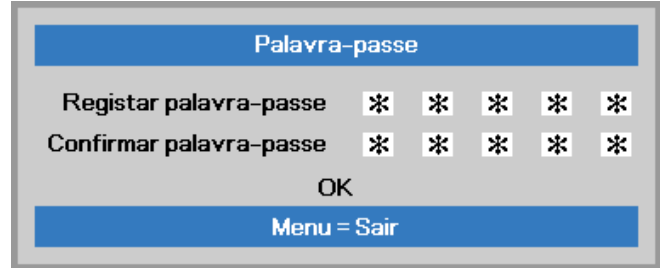 Palavra-passe
Registar palavra-passe * * * * *
Confirmar palavra-passe * * * * *
OK
Menu = Sair